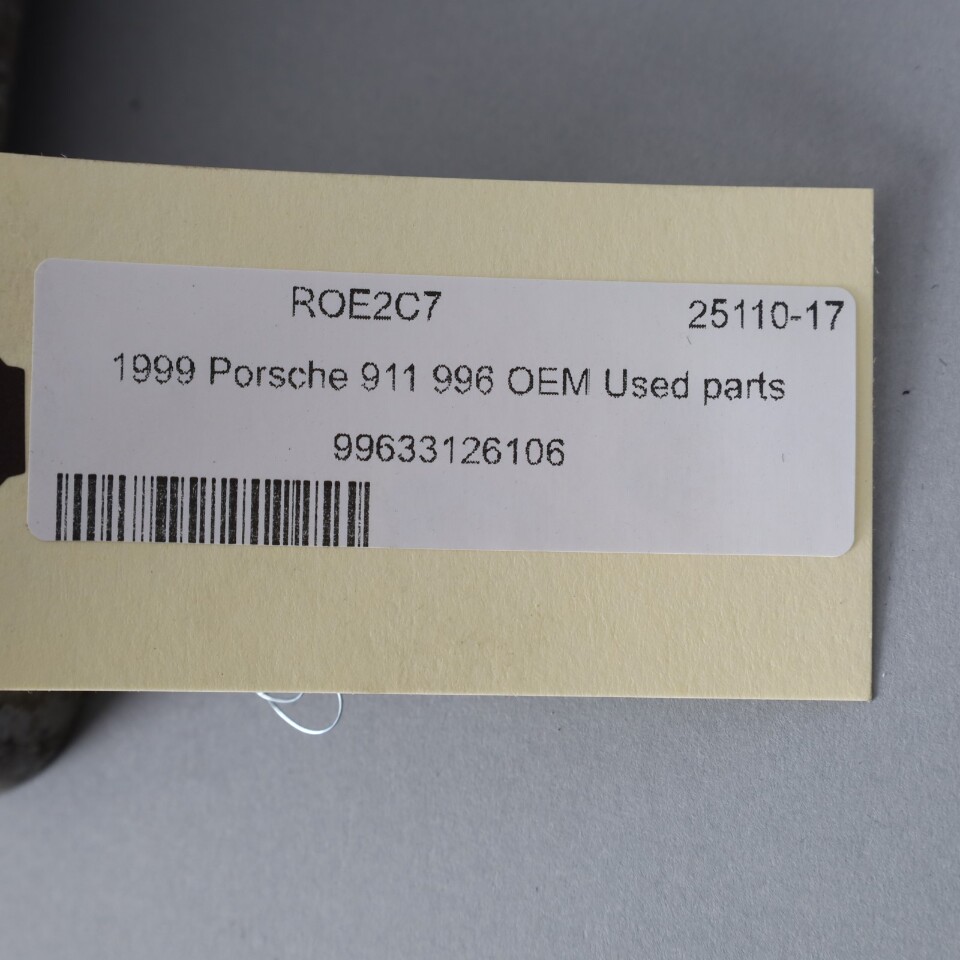 ROE2C7 25110-17
1999 Porsche 911 996 OEM Used parts
99633126106